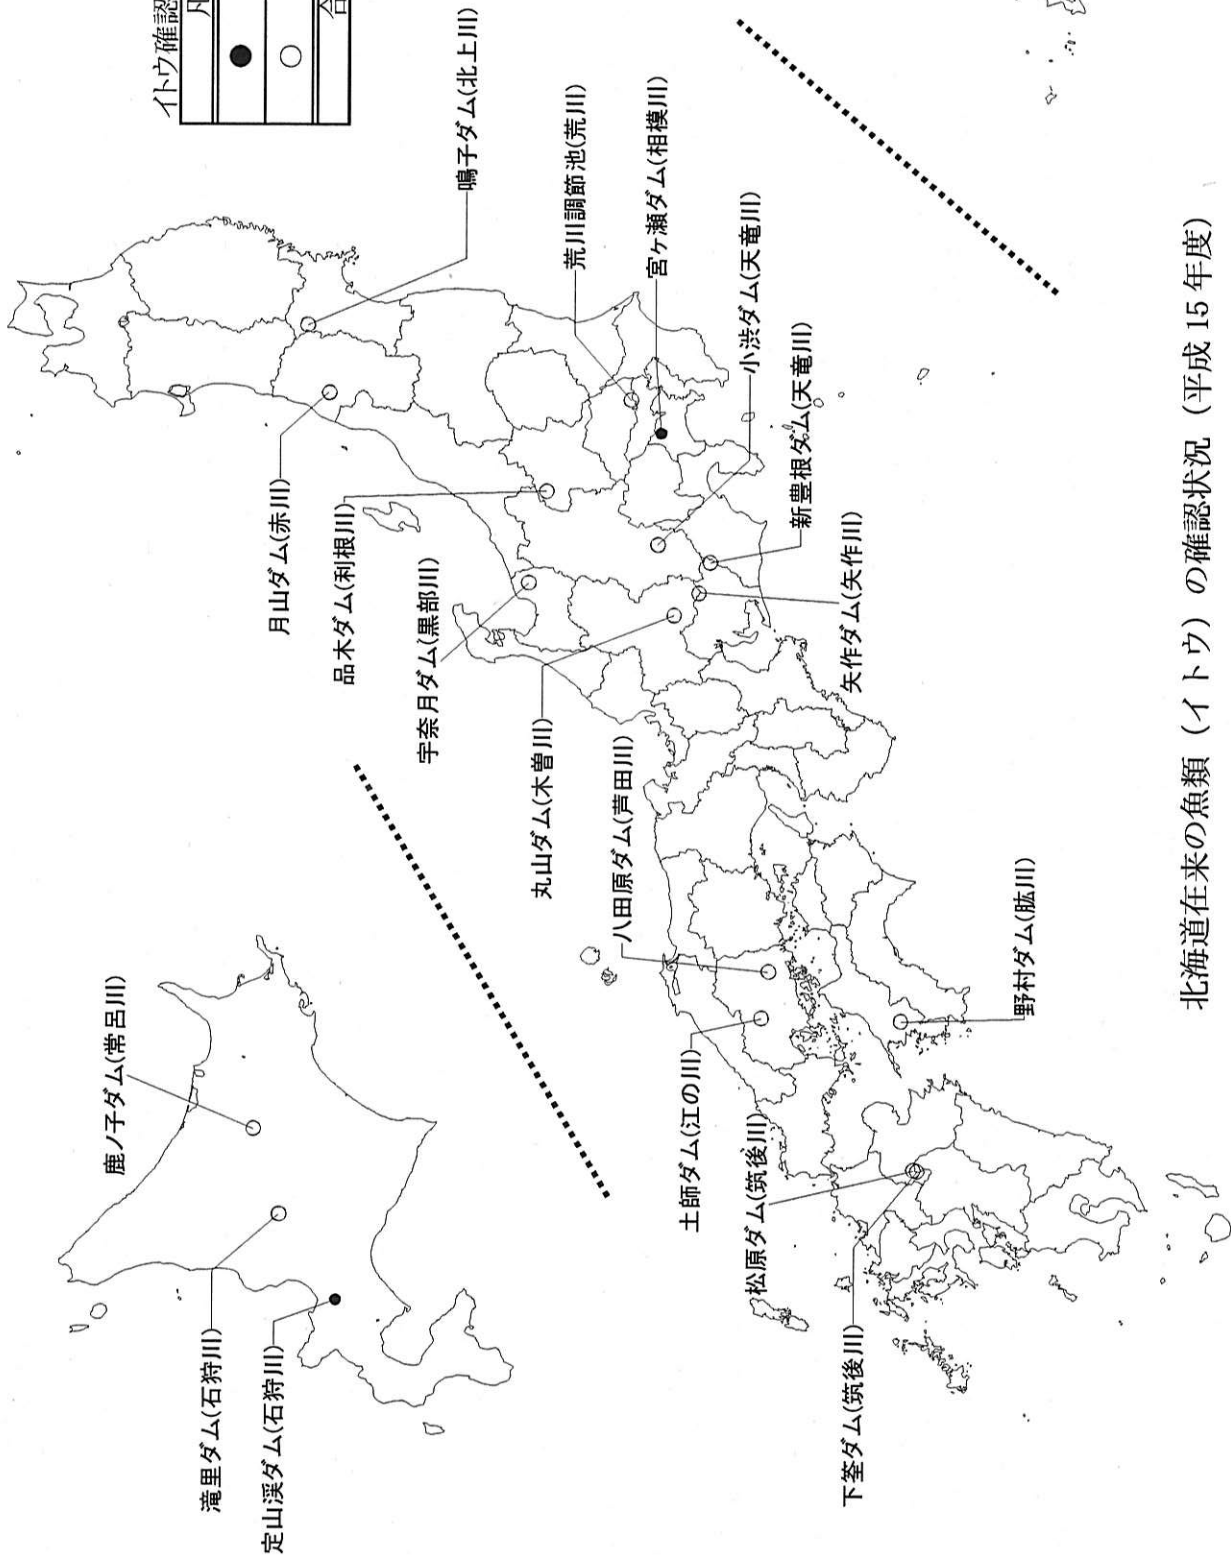 イトウ確認
凡
合
鹿ノ子ダム(常呂川)
滝里ダム(石狩川)
定山渓ダム(石狩川)
月山ダム(赤川)
品木ダム(利根川)
宇奈月ダム(黒部川)
丸山ダム(木曽川)
八田原ダム(芦田川)
土師ダム(江の川)
松原ダム(筑後川)
下筌ダム(筑後川)
鳴子ダム(北上川)
荒川調節池(荒川)
宮ヶ瀬ダム(相模川)
小渋ダム(天竜川)
新豊根ダム(天竜川)
矢作ダム(矢作川)
野村ダム(肱川)
北海道在来の魚類（イトウ）の確認状況（平成 15 年度）